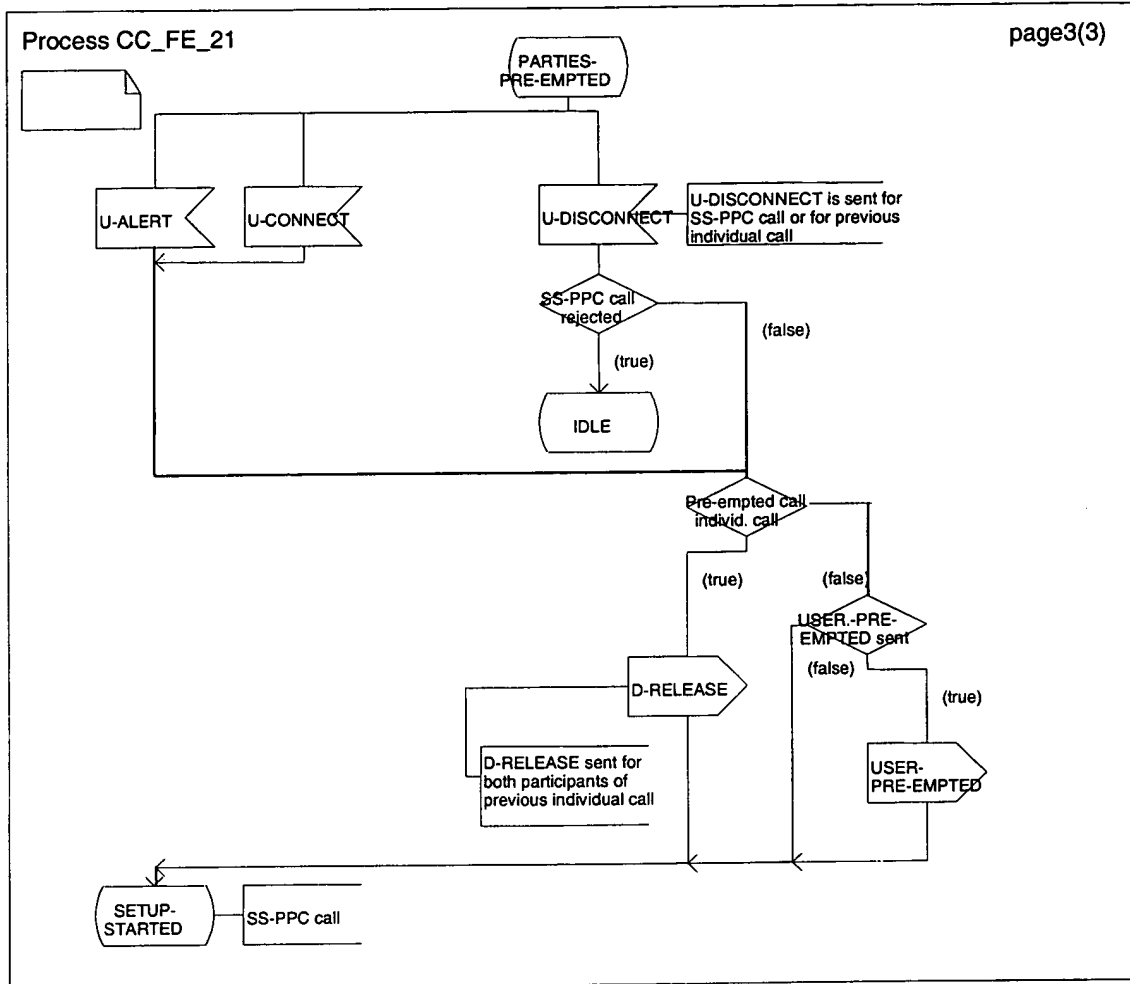 Process CC_FE_21
page3(3)
PARTIES-
PRE-EMPTED
U-ALERT
U-CONNECT
U-DISCONNECT
U-DISCONNECT is sent for
SS-PPC call or for previous
individual call
SS-PPC call
rejected
(false)
(true)
IDLE
Pre-empted call
individ. call
(true)
(false)
USER.-PRE-
EMPTED sent
(false)
D-RELEASE
(true)
D-RELEASE sent for
both participants of
previous individual call
USER-
PRE-EMPTED
SETUP-
STARTED
SS-PPC call